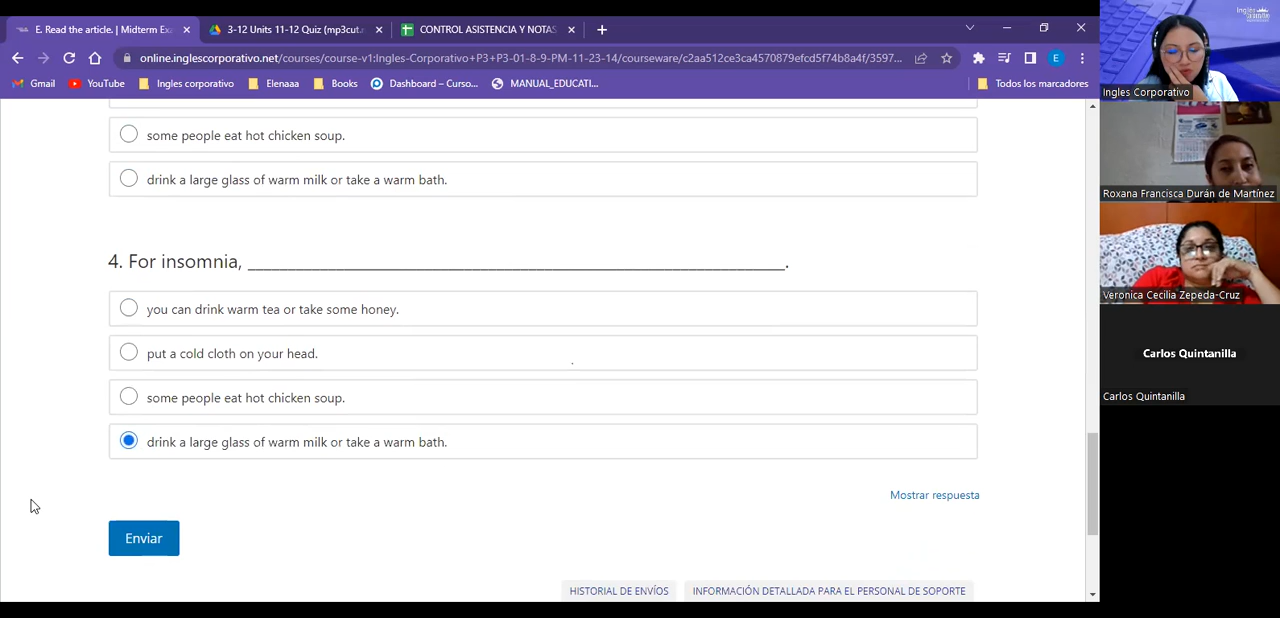 E. Read the article. | Midterm Exa
3-12 Units 11-12 Quiz (mp3cut.
CONTROL ASISTENCIA Y NOTAS
online.inglescorporativo.net/courses/course-v1:Ingles-Corporativo+P3+P3-01-8-9-PM-11-23-14/courseware/c2aa512ce3ca4570879efcd5f74b8a4f/3597...
E
Gmail
YouTube
Ingles corporativo
Elenaaa
Books
Dashboard – Curso...
MANUAL_EDUCATI...
Todos los marcadores
some people eat hot chicken soup.
drink a large glass of warm milk or take a warm bath.
4. For insomnia, ______________________________________________________.
you can drink warm tea or take some honey.
put a cold cloth on your head.
some people eat hot chicken soup.
drink a large glass of warm milk or take a warm bath.
Mostrar respuesta
Enviar
HISTORIAL DE ENVÍOS
INFORMACIÓN DETALLADA PARA EL PERSONAL DE SOPORTE
Ingles Corporativo
Roxana Francisca Durán de Martínez
Veronica Cecilia Zepeda-Cruz
Carlos Quintanilla
Carlos Quintanilla